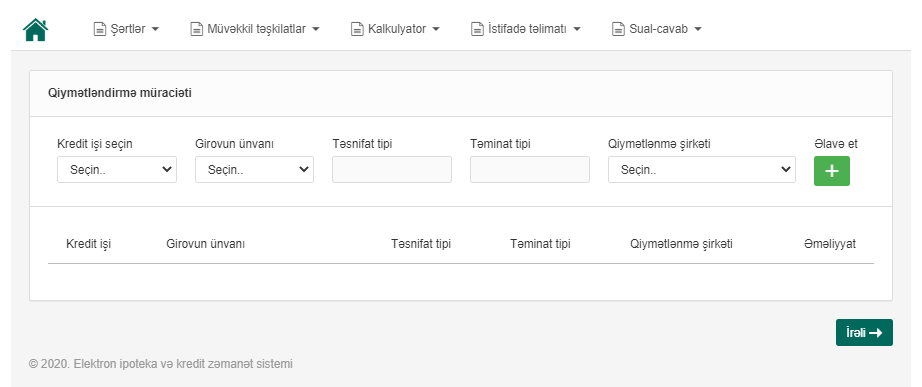 Şərtlər Müvəkkil təşkilatlar Kalkulyator İstifadə təlimatı Sual-cavab
Qiymətləndirmə müraciəti
Kredit işi seçin Girovun ünvanı Təsnifat tipi Təminat tipi Qiymətlənmə şirkəti Əlavə et
Seçin.. Seçin.. Seçin..
Kredit işi Girovun ünvanı Təsnifat tipi Təminat tipi Qiymətlənmə şirkəti Əməliyyat
İrəli
© 2020. Elektron ipoteka və kredit zəmanət sistemi